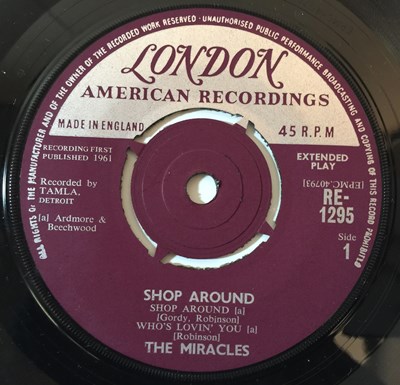 ALL RIGHTS OF THE MANUFACTURER AND OF THE OWNER OF THE RECORDED WORK RESERVED · UNAUTHORISED PUBLIC PERFORMANCE BROADCASTING AND COPYING OF THIS RECORD PROHIBITED
LONDON
AMERICAN RECORDINGS
MADE IN ENGLAND
45 R.P.M
RECORDING FIRST
PUBLISHED 1961
EXTENDED
PLAY
Recorded by
TAMLA,
DETROIT
[EPMC.40793]
RE-
1295
[a] Ardmore &
Beechwood
Side
1
SHOP AROUND
SHOP AROUND [a]
[Gordy, Robinson]
WHO'S LOVIN' YOU [a]
[Robinson]
THE MIRACLES